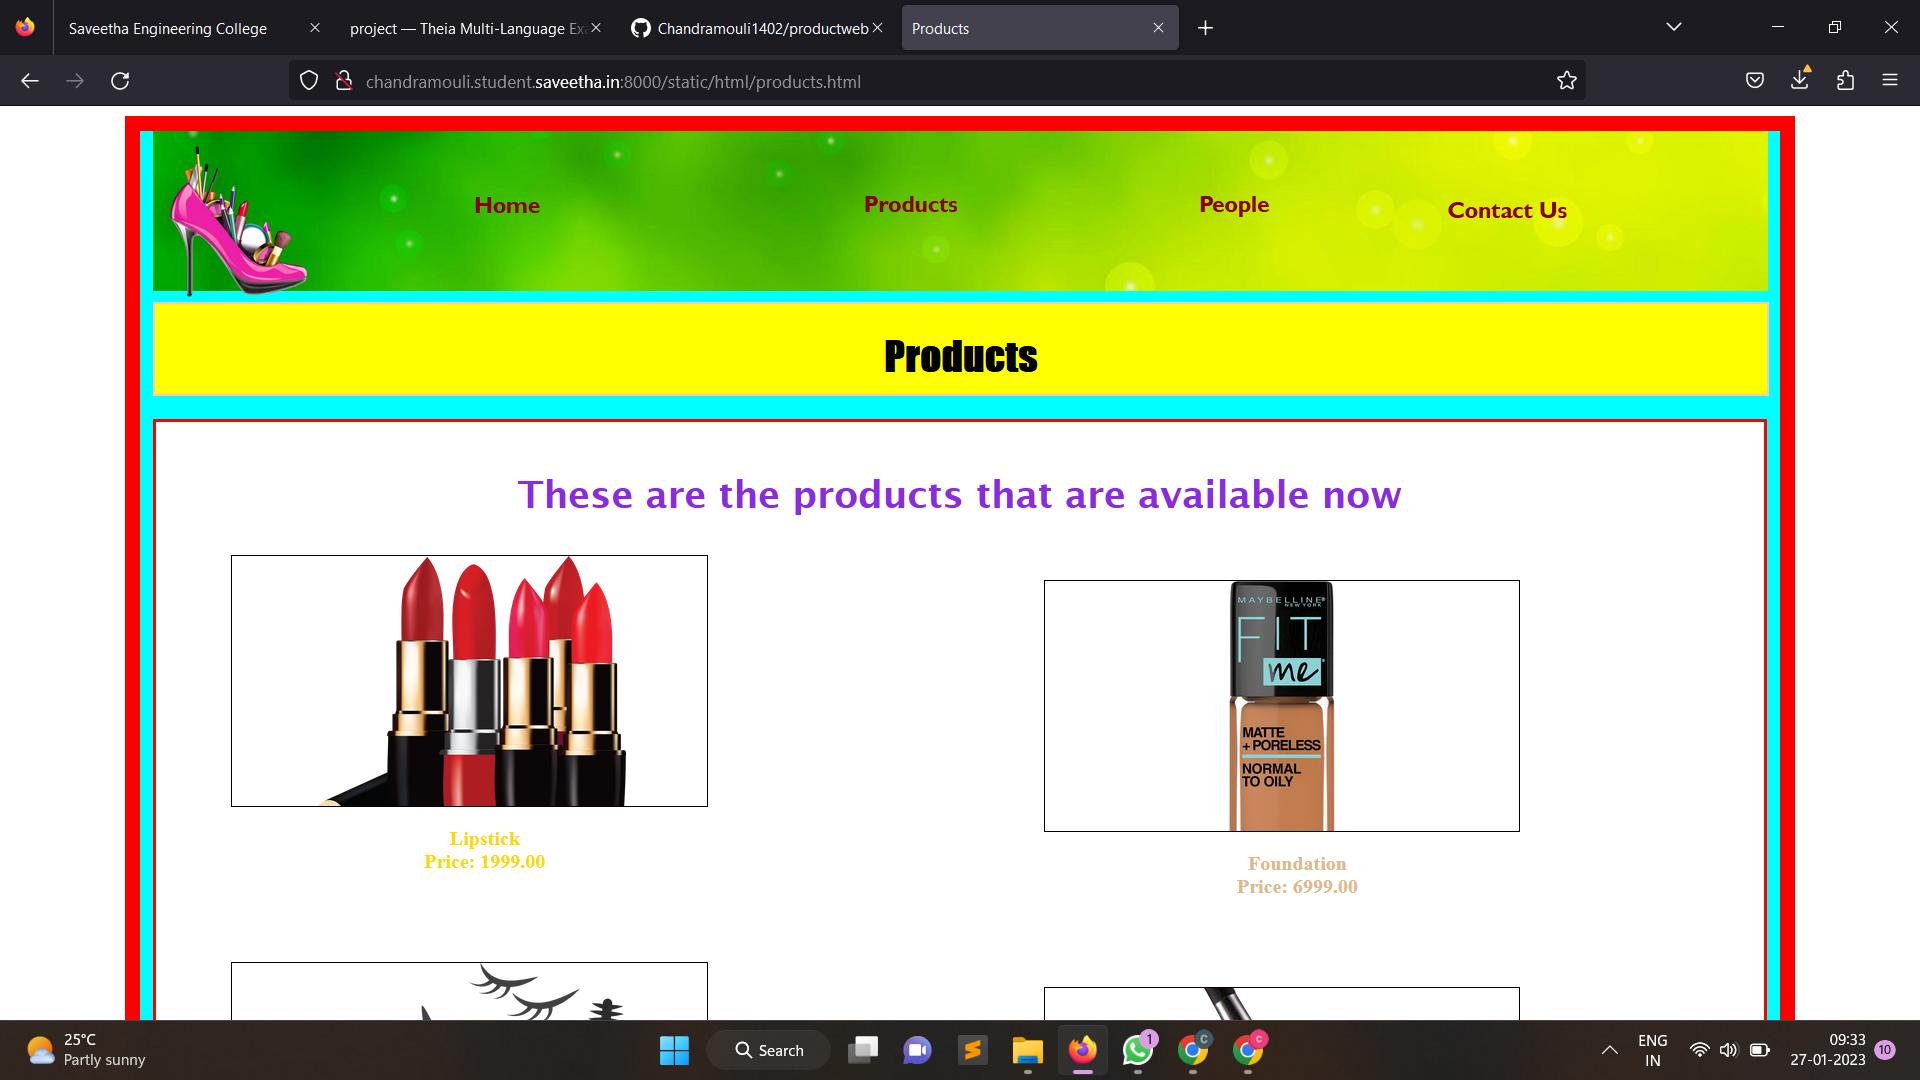 Saveetha Engineering College
project — Theia Multi-Language Ex
Chandramouli1402/productweb
Products
chandramouli.student.saveetha.in:8000/static/html/products.html
Home
Products
People
Contact Us
Products
These are the products that are available now
MAYBELLINE
NEW YORK
FIT
me
MATTE
+ PORELESS
NORMAL
TO OILY
Lipstick
Price: 1999.00
Foundation
Price: 6999.00
25°C
Partly sunny
Search
1
C
C
ENG
IN
09:33
27-01-2023
10